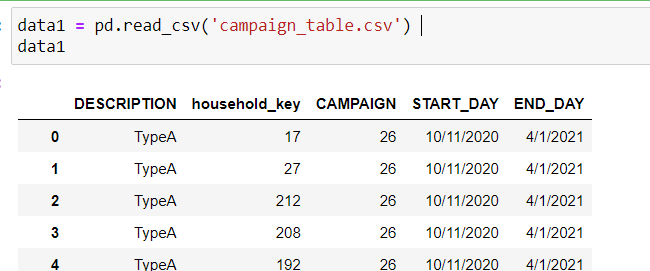 data1 = pd.read_csv('campaign_table.csv')
data1
DESCRIPTION household_key CAMPAIGN START_DAY END_DAY
0 TypeA 17 26 10/11/2020 4/1/2021
1 TypeA 27 26 10/11/2020 4/1/2021
2 TypeA 212 26 10/11/2020 4/1/2021
3 TypeA 208 26 10/11/2020 4/1/2021
4 TypeA 192 26 10/11/2020 4/1/2021